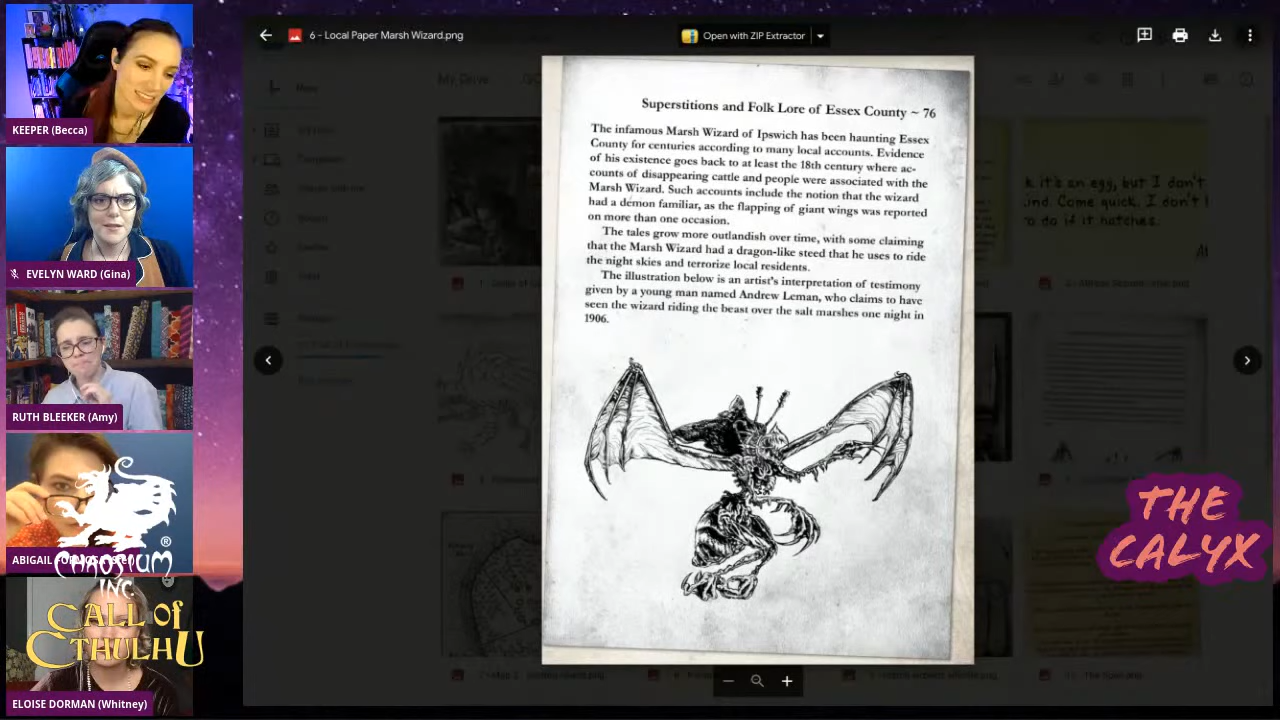 6 - Local Paper Marsh Wizard.png
Open with ZIP Extractor
My Drive
KEEPER (Becca)
EVELYN WARD (Gina)
RUTH BLEEKER (Amy)
ABIGAIL
CHAOSIUM
INC.
CALL of
CTHULHU
ELOISE DORMAN (Whitney)
Superstitions and Folk Lore of Essex County ~ 76
The infamous Marsh Wizard of Ipswich has been haunting Essex
County for centuries according to many local accounts. Evidence
of his existence goes back to at least the 18th century where ac-
counts of disappearing cattle and people were associated with the
Marsh Wizard. Such accounts include the notion that the wizard
had a demon familiar, as the flapping of giant wings was reported
on more than one occasion.
The tales grow more outlandish over time, with some claiming
that the Marsh Wizard had a dragon-like steed that he uses to ride
the night skies and terrorize local residents.
The illustration below is an artist's interpretation of testimony
given by a young man named Andrew Leman, who claims to have
seen the wizard riding the beast over the salt marshes one night in
1906.
k it's an egg, but I don't
ind. Come quick. I don't
o do if it hatches.
THE
CALYX